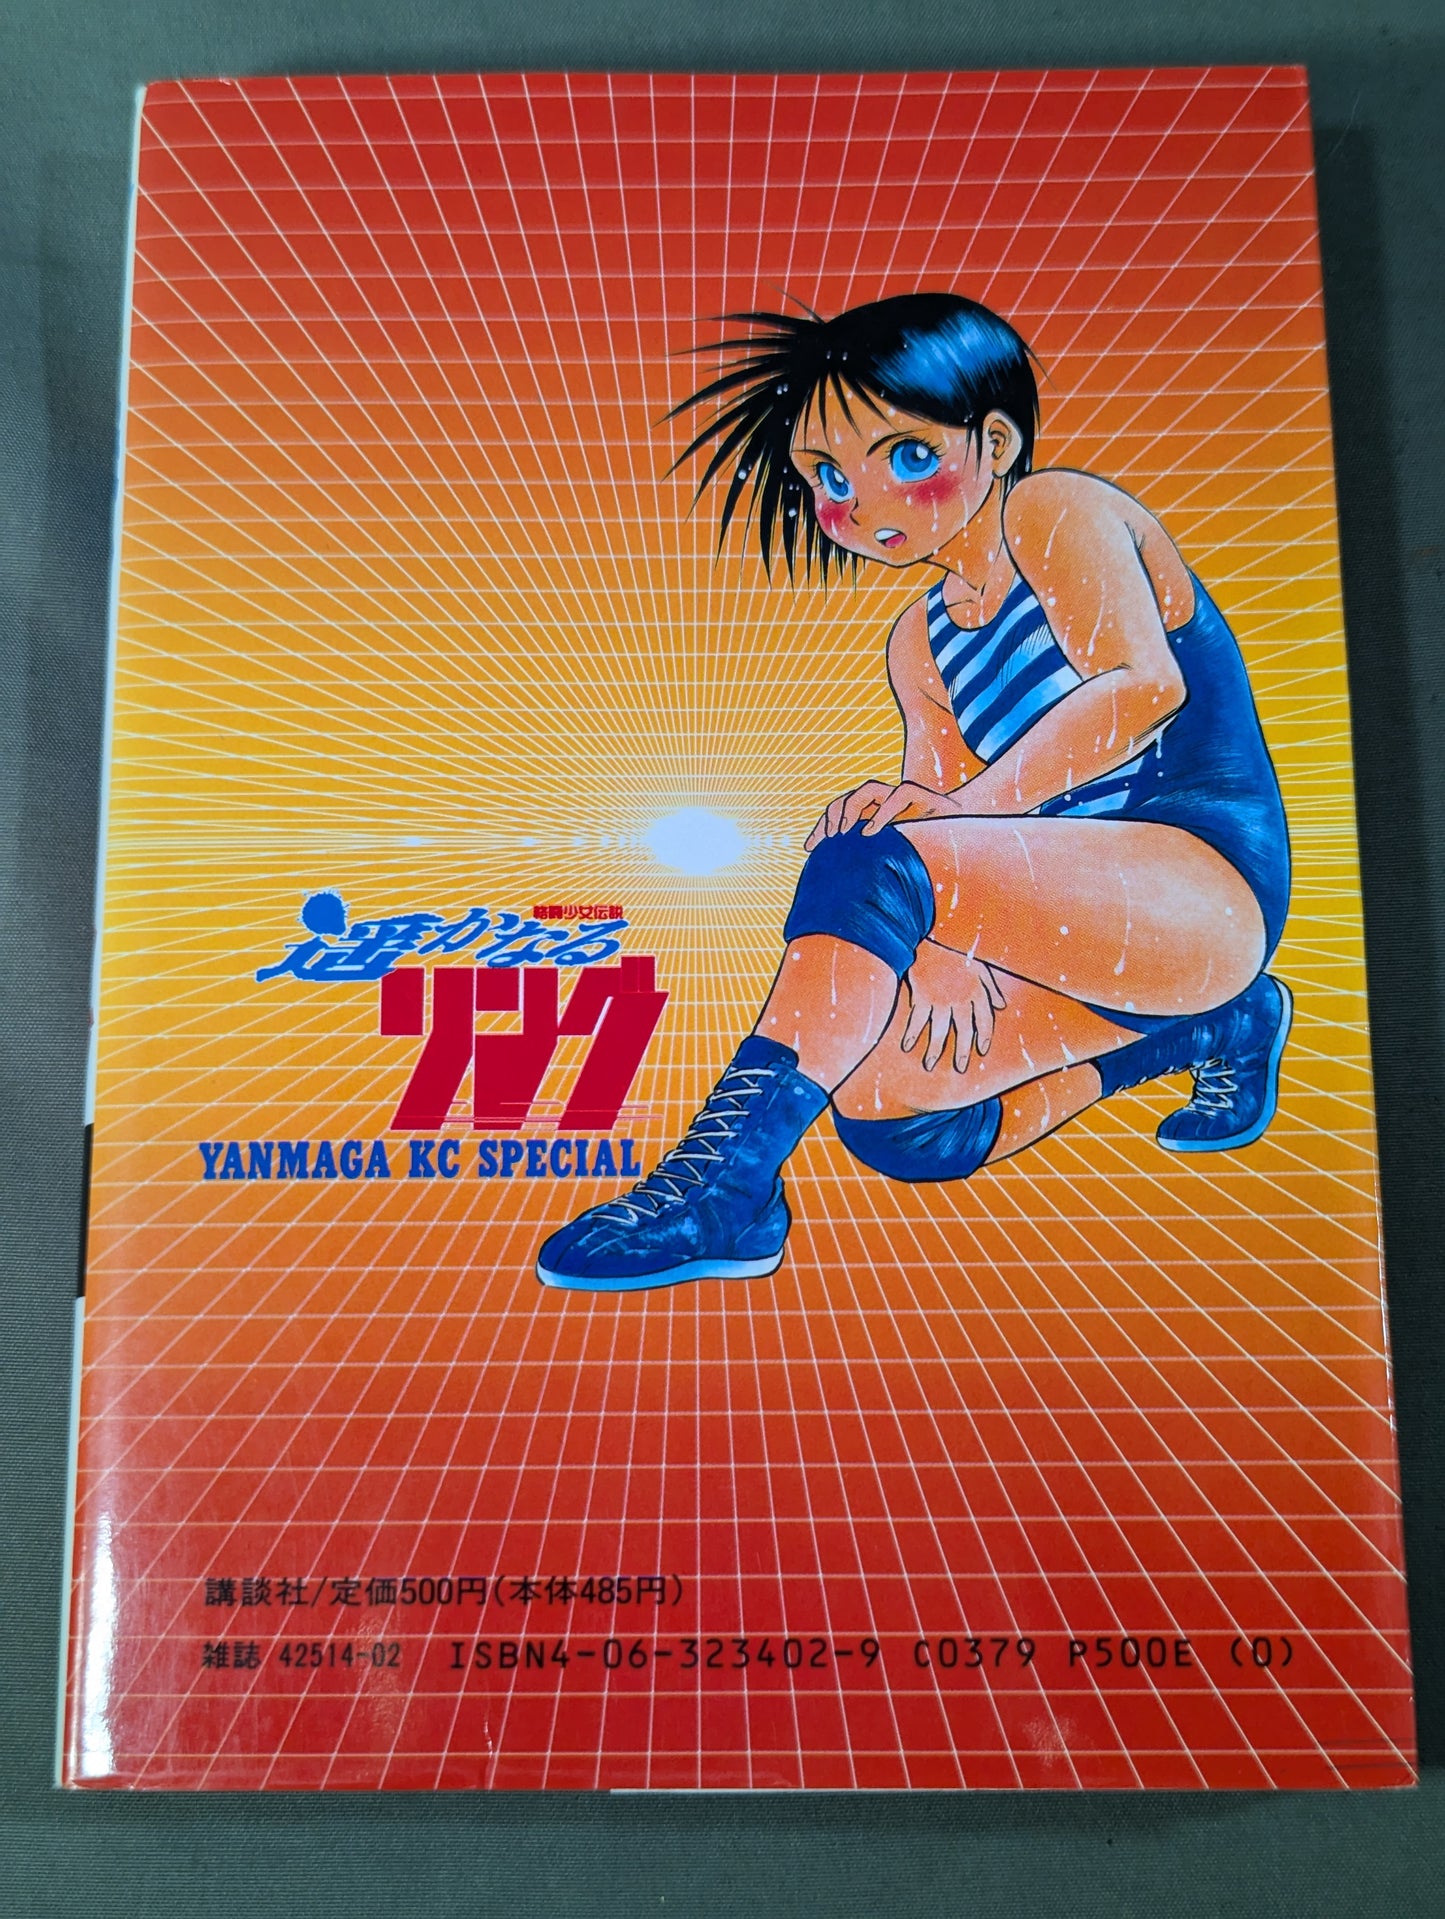 格闘少女伝説
遥かなる
リング
YANMAGA KC SPECIAL
講談社/定価500円(本体485円)
雑誌 42514-02 ISBN4-06-323402-9 C0379 P500E (0)